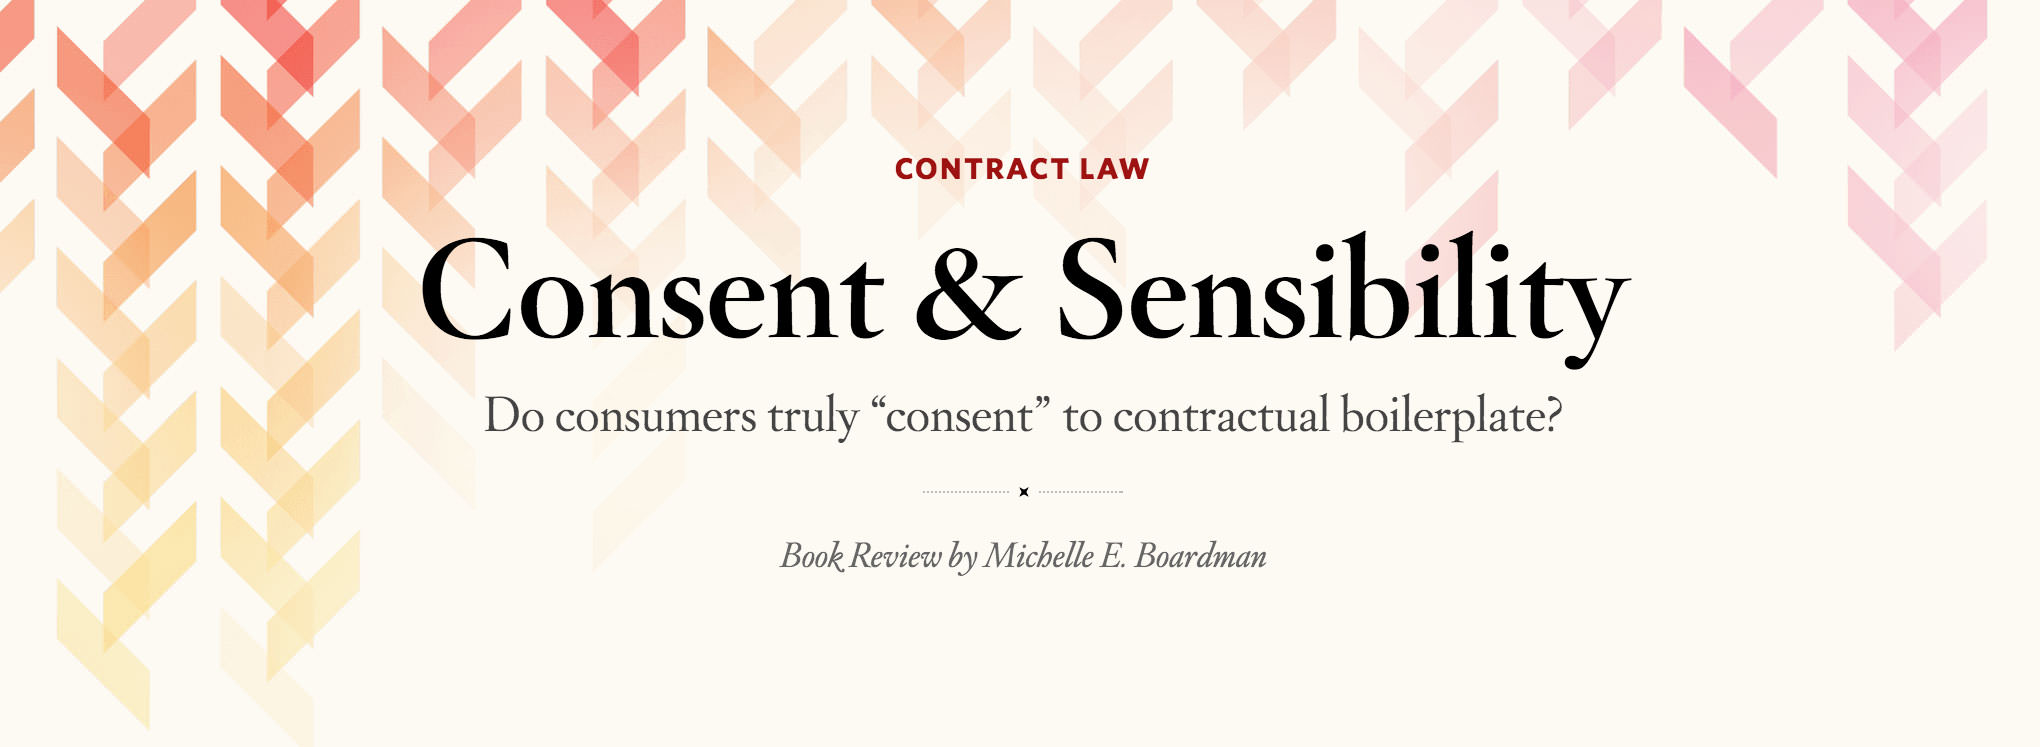 CONTRACT LAW
Consent & Sensibility
Do consumers truly “consent” to contractual boilerplate?
Book Review by Michelle E. Boardman